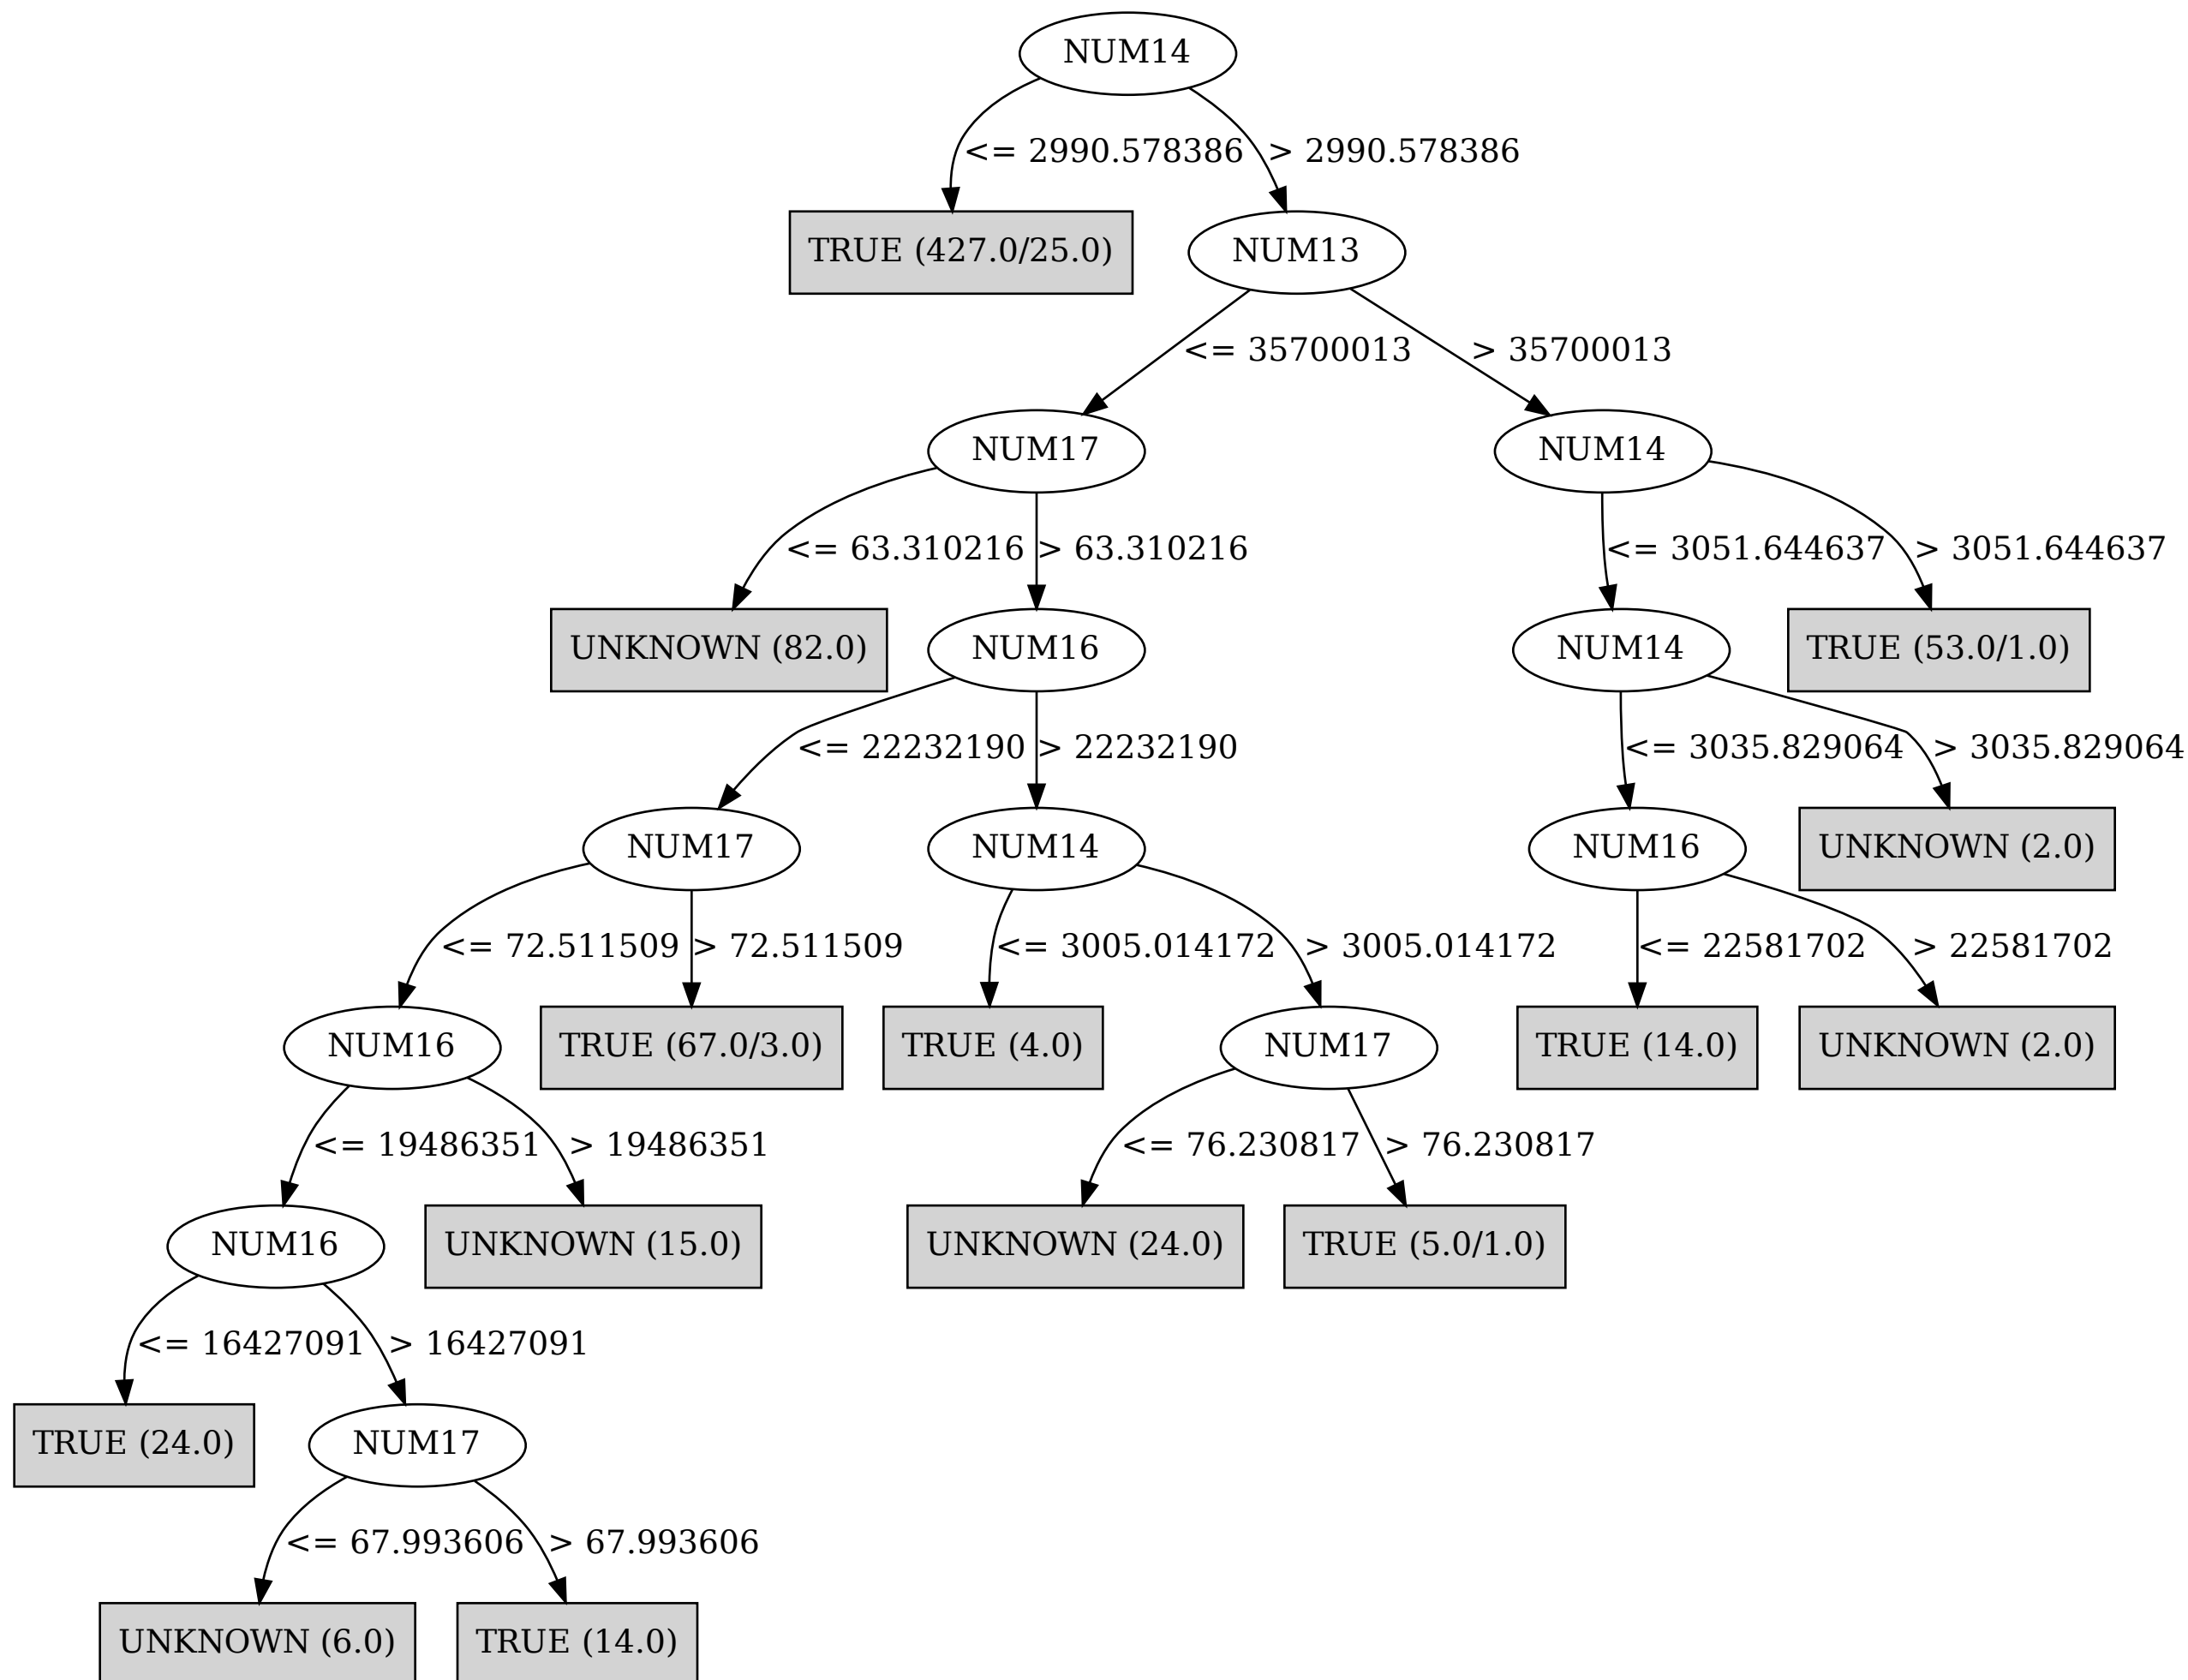 NUM14
<= 2990.578386
> 2990.578386
TRUE (427.0/25.0)
NUM13
<= 35700013
> 35700013
NUM17
NUM14
<= 63.310216
> 63.310216
<= 3051.644637
> 3051.644637
UNKNOWN (82.0)
NUM16
NUM14
TRUE (53.0/1.0)
<= 22232190
> 22232190
<= 3035.829064
> 3035.829064
NUM17
NUM14
NUM16
UNKNOWN (2.0)
<= 72.511509
> 72.511509
<= 3005.014172
> 3005.014172
<= 22581702
> 22581702
NUM16
TRUE (67.0/3.0)
TRUE (4.0)
NUM17
TRUE (14.0)
UNKNOWN (2.0)
<= 19486351
> 19486351
<= 76.230817
> 76.230817
NUM16
UNKNOWN (15.0)
UNKNOWN (24.0)
TRUE (5.0/1.0)
<= 16427091
> 16427091
TRUE (24.0)
NUM17
<= 67.993606
> 67.993606
UNKNOWN (6.0)
TRUE (14.0)